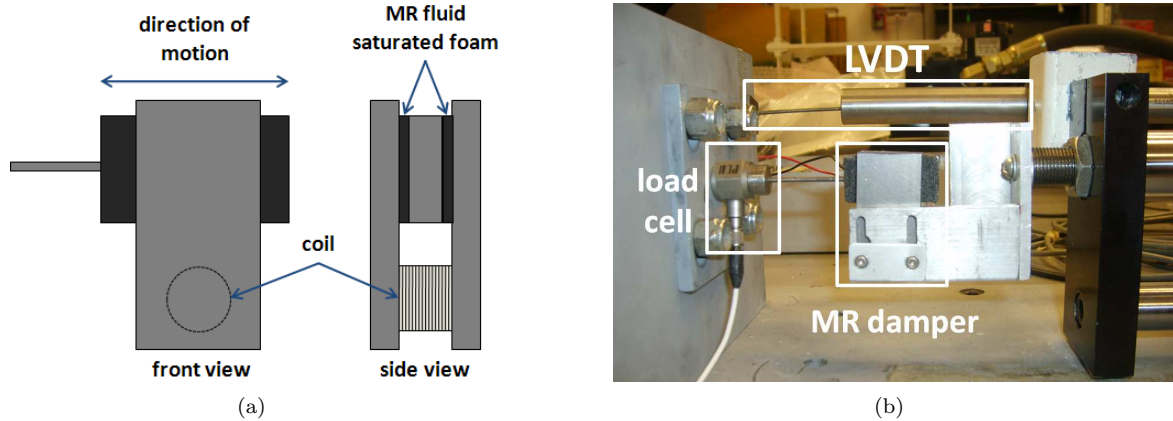 direction of
motion
MR fluid
saturated foam
coil
front view
side view
(a)
LVDT
load
cell
MR damper
(b)